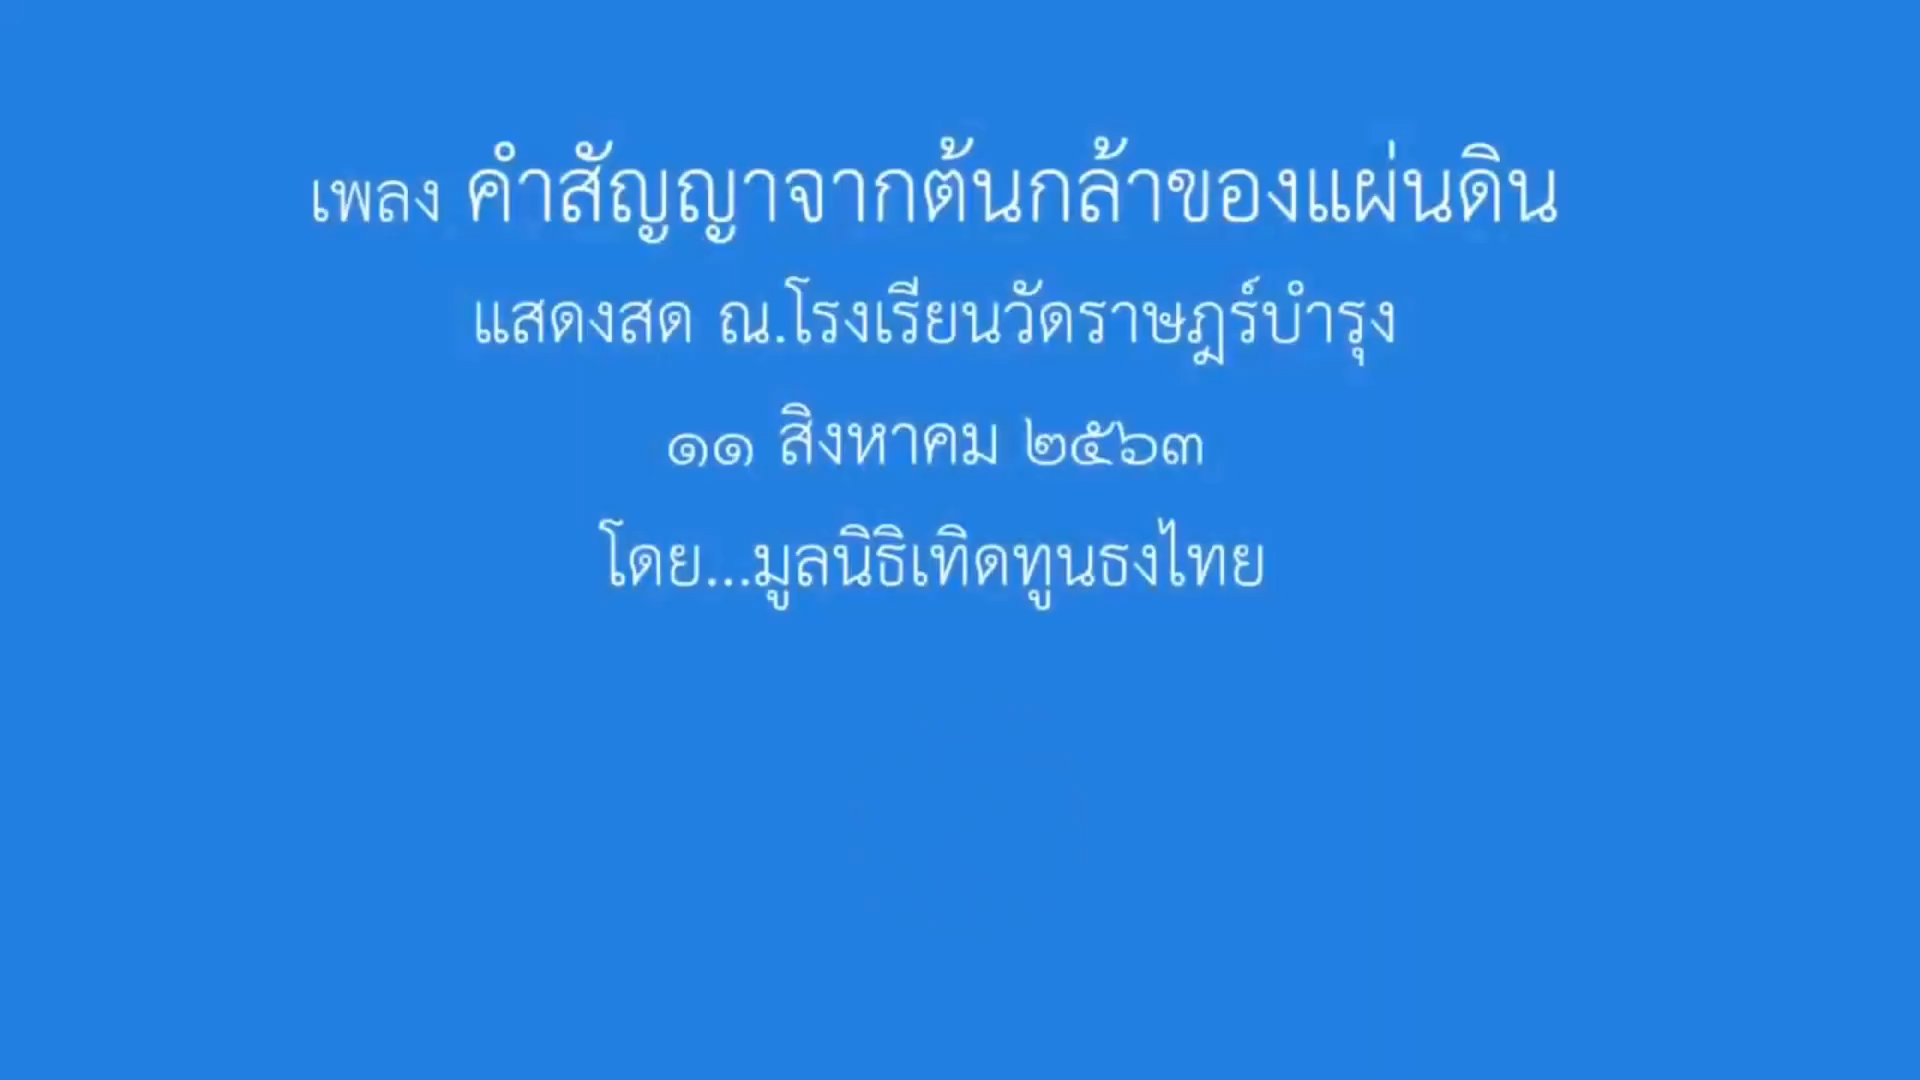 เพลง คำสัญญาจากต้นกล้าของแผ่นดิน
แสดงสด ณ.โรงเรียนวัดราษฎร์บำรุง
๑๑ สิงหาคม ๒๕๖๓
โดย...มูลนิธิเทิดทูนธงไทย